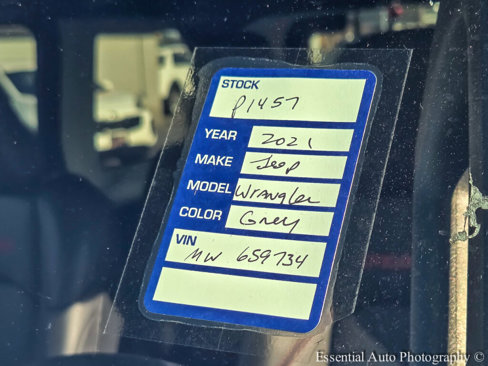 STOCK
P1457
YEAR 2021
MAKE Jeep
MODEL Wrangler
COLOR Grey
VIN
MW 659734
Essential Auto Photography ©